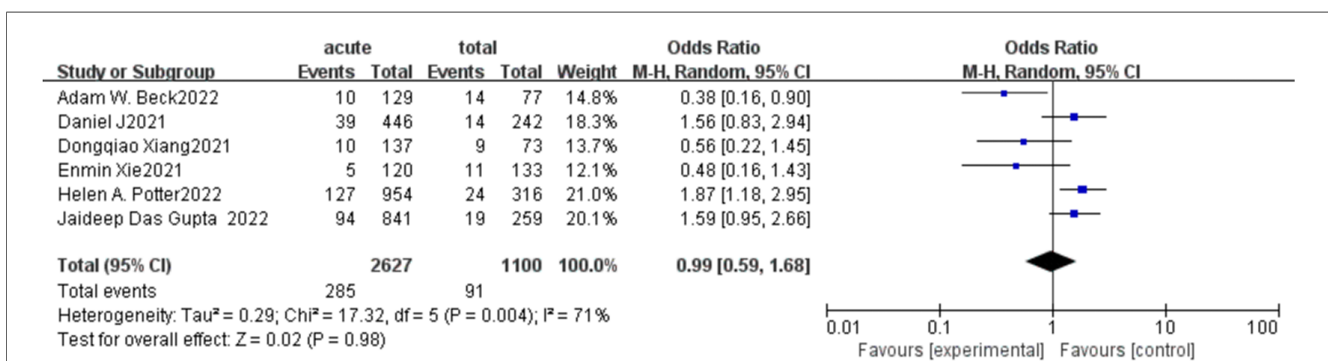 acute total Odds Ratio Odds Ratio
Study or Subgroup Events Total Events Total Weight M-H, Random, 95% CI M-H, Random, 95% CI
Adam W. Beck2022 10 129 14 77 14.8% 0.38 [0.16, 0.90]
Daniel J2021 39 446 14 242 18.3% 1.56 [0.83, 2.94]
Dongqiao Xiang2021 10 137 9 73 13.7% 0.56 [0.22, 1.45]
Enmin Xie2021 5 120 11 133 12.1% 0.48 [0.16, 1.43]
Helen A. Potter2022 127 954 24 316 21.0% 1.87 [1.18, 2.95]
Jaideep Das Gupta 2022 94 841 19 259 20.1% 1.59 [0.95, 2.66]
Total (95% CI) 2627 1100 100.0% 0.99 [0.59, 1.68]
Total events 285 91
Heterogeneity: Tau² = 0.29; Chi² = 17.32, df = 5 (P = 0.004); I² = 71%
Test for overall effect: Z = 0.02 (P = 0.98)
0.01 0.1 1 10 100
Favours [experimental] Favours [control]